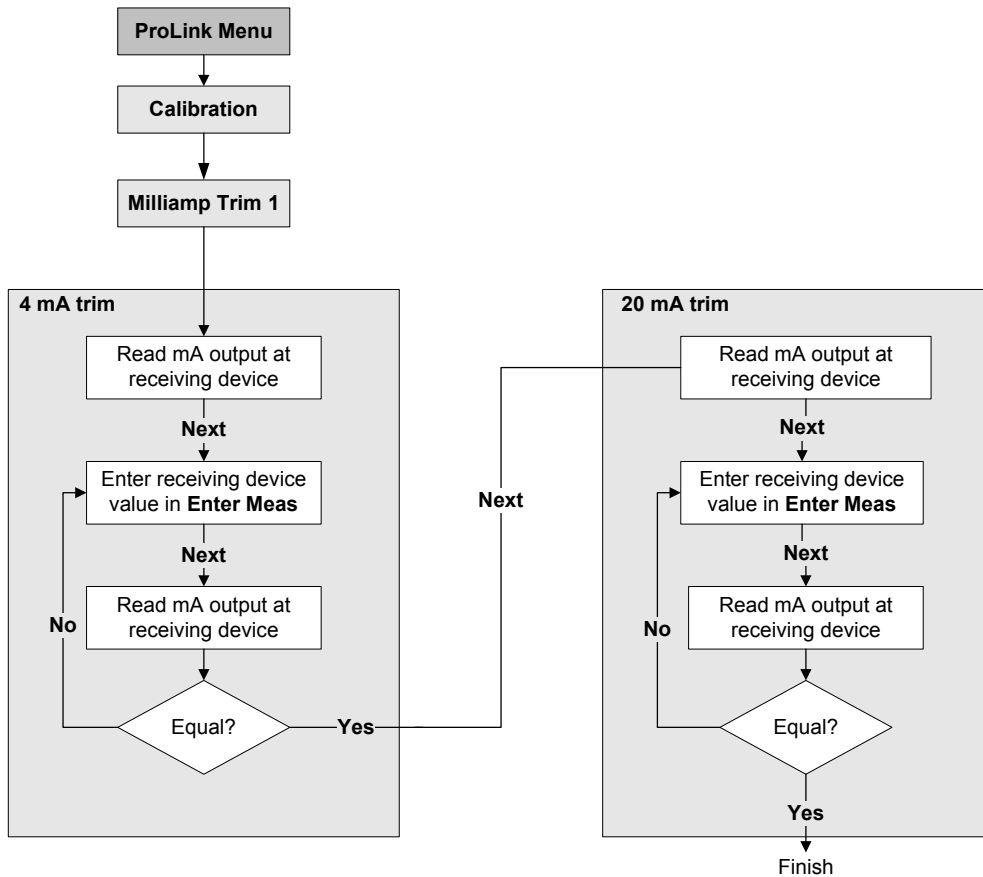 ProLink Menu
Calibration
Milliamp Trim 1
4 mA trim
Read mA output at
receiving device
Next
Enter receiving device
value in Enter Meas
Next
Read mA output at
receiving device
No
Equal?
Yes
Next
20 mA trim
Read mA output at
receiving device
Next
Enter receiving device
value in Enter Meas
Next
Read mA output at
receiving device
No
Equal?
Yes
Finish